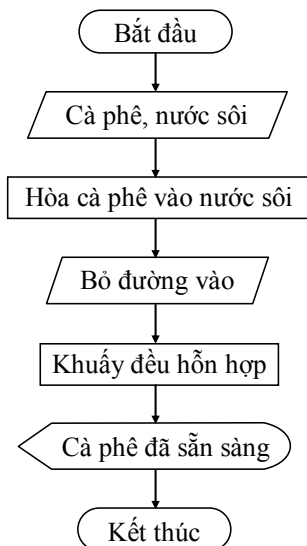 Bắt đầu
Cà phê, nước sôi
Hòa cà phê vào nước sôi
Bỏ đường vào
Khuấy đều hỗn hợp
Cà phê đã sẵn sàng
Kết thúc